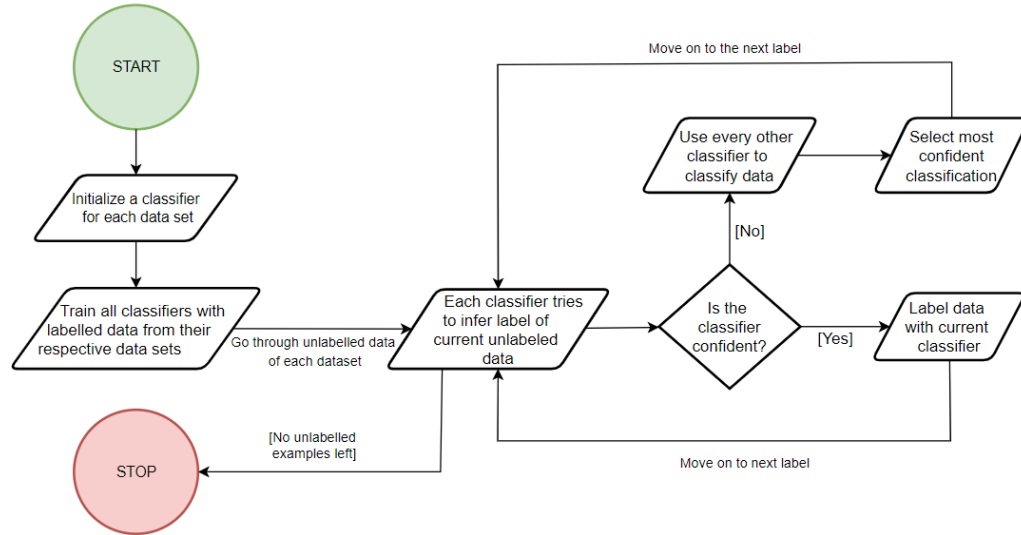 START
Initialize a classifier
for each data set
Train all classifiers with
labelled data from their
respective data sets
Go through unlabelled data
of each dataset
Each classifier tries
to infer label of
current unlabeled
data
Is the
classifier
confident?
[No]
Use every other
classifier to
classify data
Select most
confident
classification
Move on to the next label
[Yes]
Label data
with current
classifier
Move on to next label
[No unlabelled
examples left]
STOP